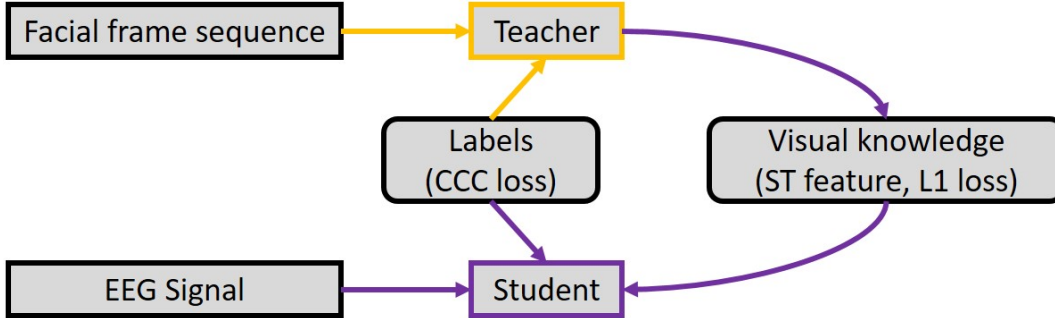 Facial frame sequence
Teacher
Labels
(CCC loss)
Visual knowledge
(ST feature, L1 loss)
EEG Signal
Student